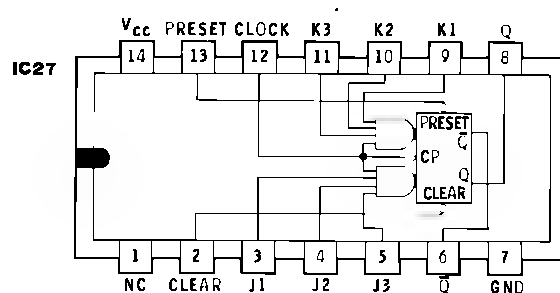 VCC PRESET CLOCK K3 K2 K1 Q
14 13 12 11 10 9 8
IC27
PRESET
Q̅
CP
Q
CLEAR
1 2 3 4 5 6 7
NC CLEAR J1 J2 J3 Q̅ GND